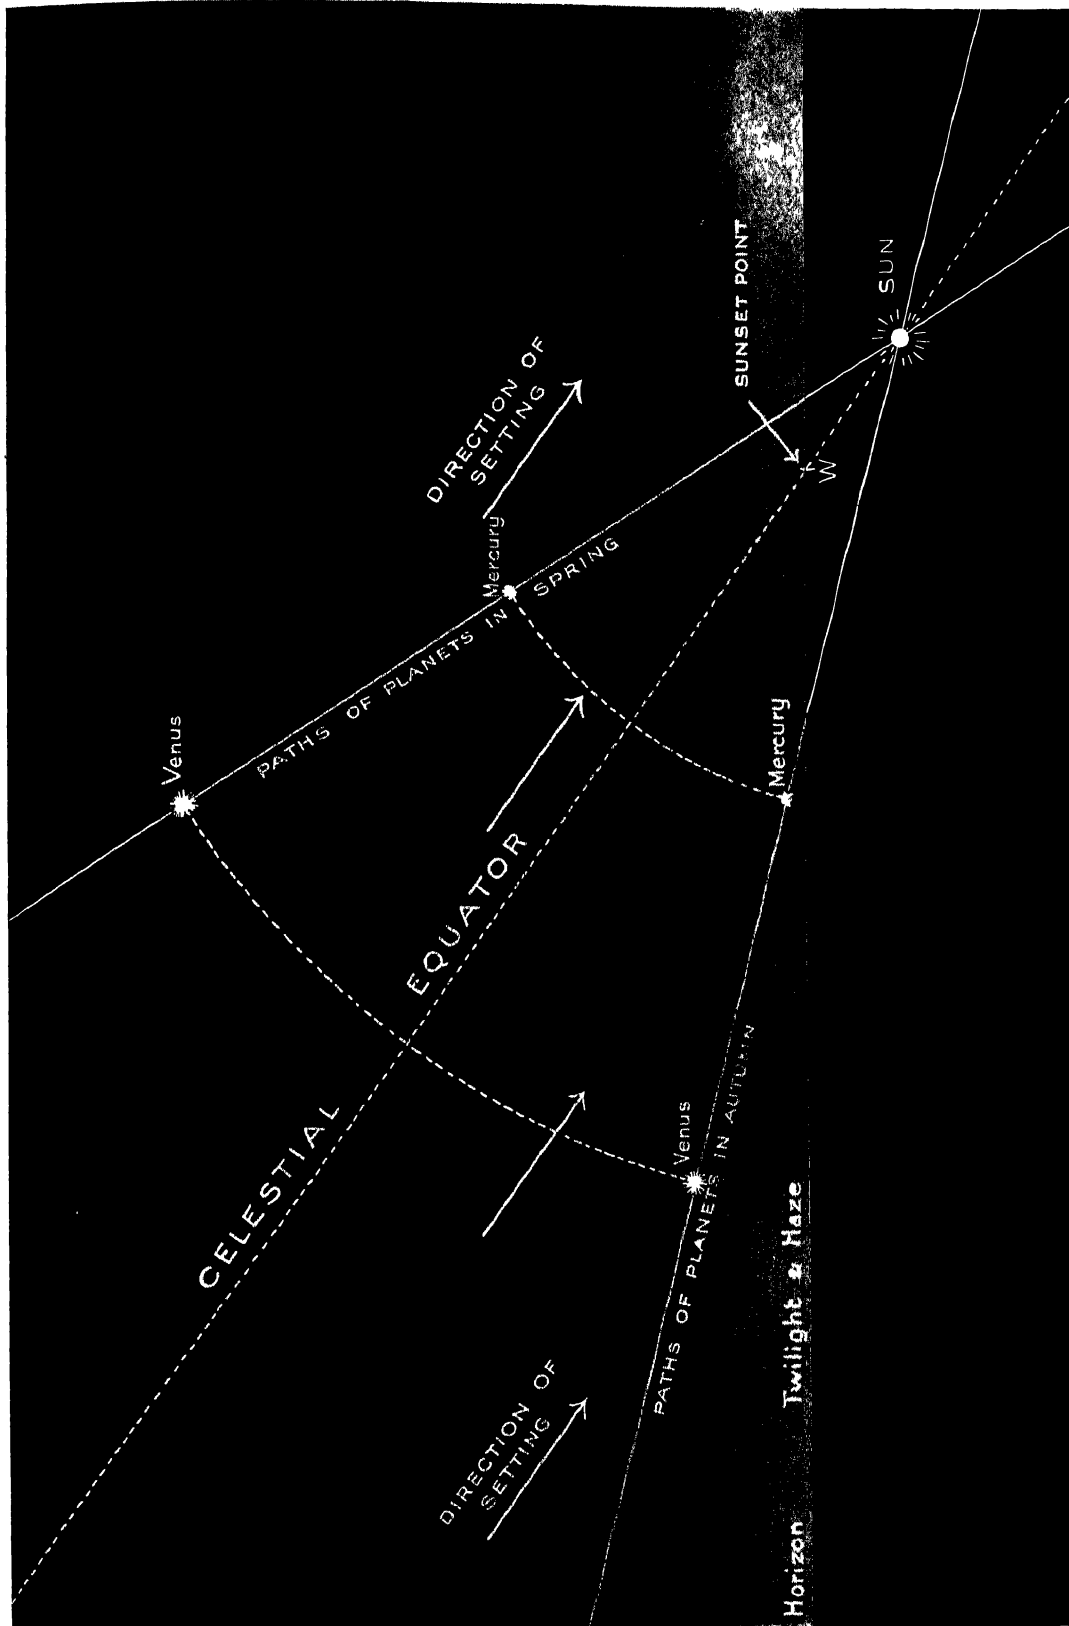 SUN
SUNSET POINT
W
DIRECTION OF
SETTING
Mercury
PATHS OF PLANETS IN SPRING
Venus
Mercury
CELESTIAL EQUATOR
Venus
PATHS OF PLANETS IN AUTUMN
DIRECTION OF
SETTING
Horizon Twilight & Haze